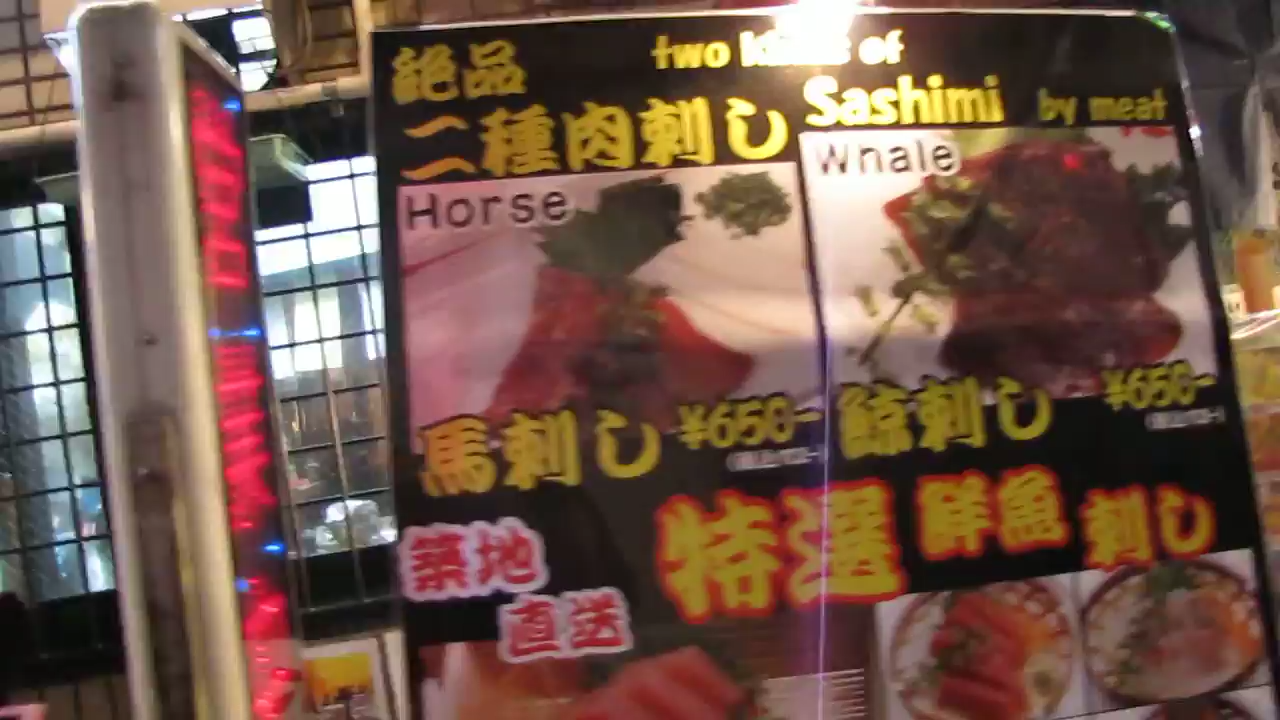 絶品
two kinds of
二種肉刺し
Sashimi by meat
Horse
Whale
馬刺し ¥650-
鯨刺し ¥650-
特選 鮮魚 刺し
築地
直送